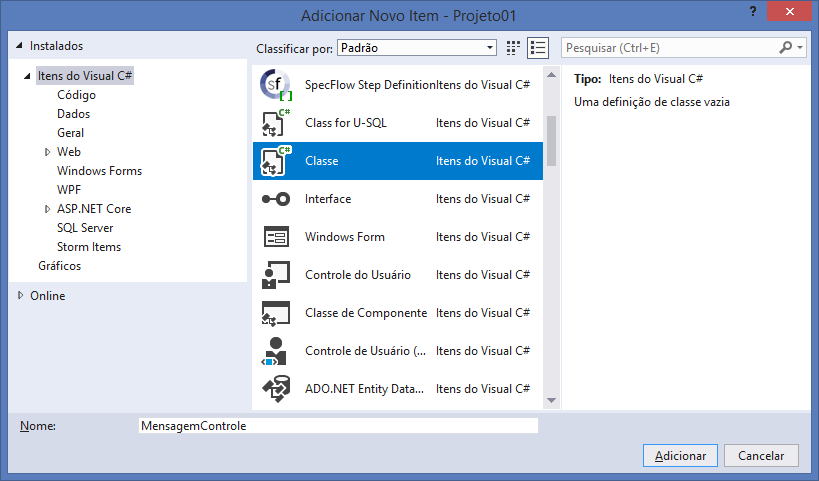 Adicionar Novo Item - Projeto01
?
Instalados
Classificar por: Padrão
Pesquisar (Ctrl+E)
Itens do Visual C#
Código
Dados
Geral
Web
Windows Forms
WPF
ASP.NET Core
SQL Server
Storm Items
Gráficos
Online
SpecFlow Step Definition Itens do Visual C#
Class for U-SQL Itens do Visual C#
Classe Itens do Visual C#
Interface Itens do Visual C#
Windows Form Itens do Visual C#
Controle do Usuário Itens do Visual C#
Classe de Componente Itens do Visual C#
Controle de Usuário (... Itens do Visual C#
ADO.NET Entity Data... Itens do Visual C#
Tipo: Itens do Visual C#
Uma definição de classe vazia
Nome: MensagemControle
Adicionar Cancelar